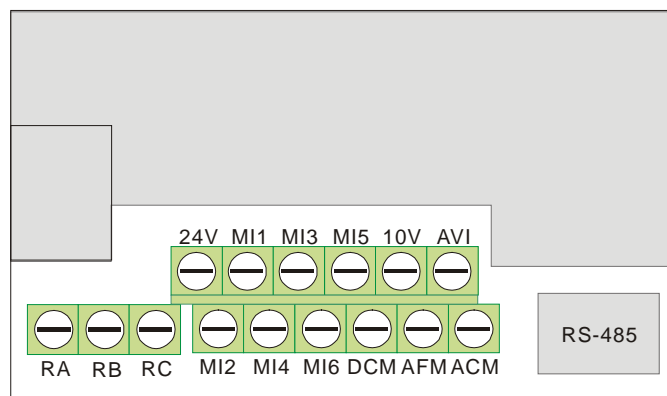 24V MI1 MI3 MI5 10V AVI
RS-485
RA RB RC MI2 MI4 MI6 DCM AFM ACM